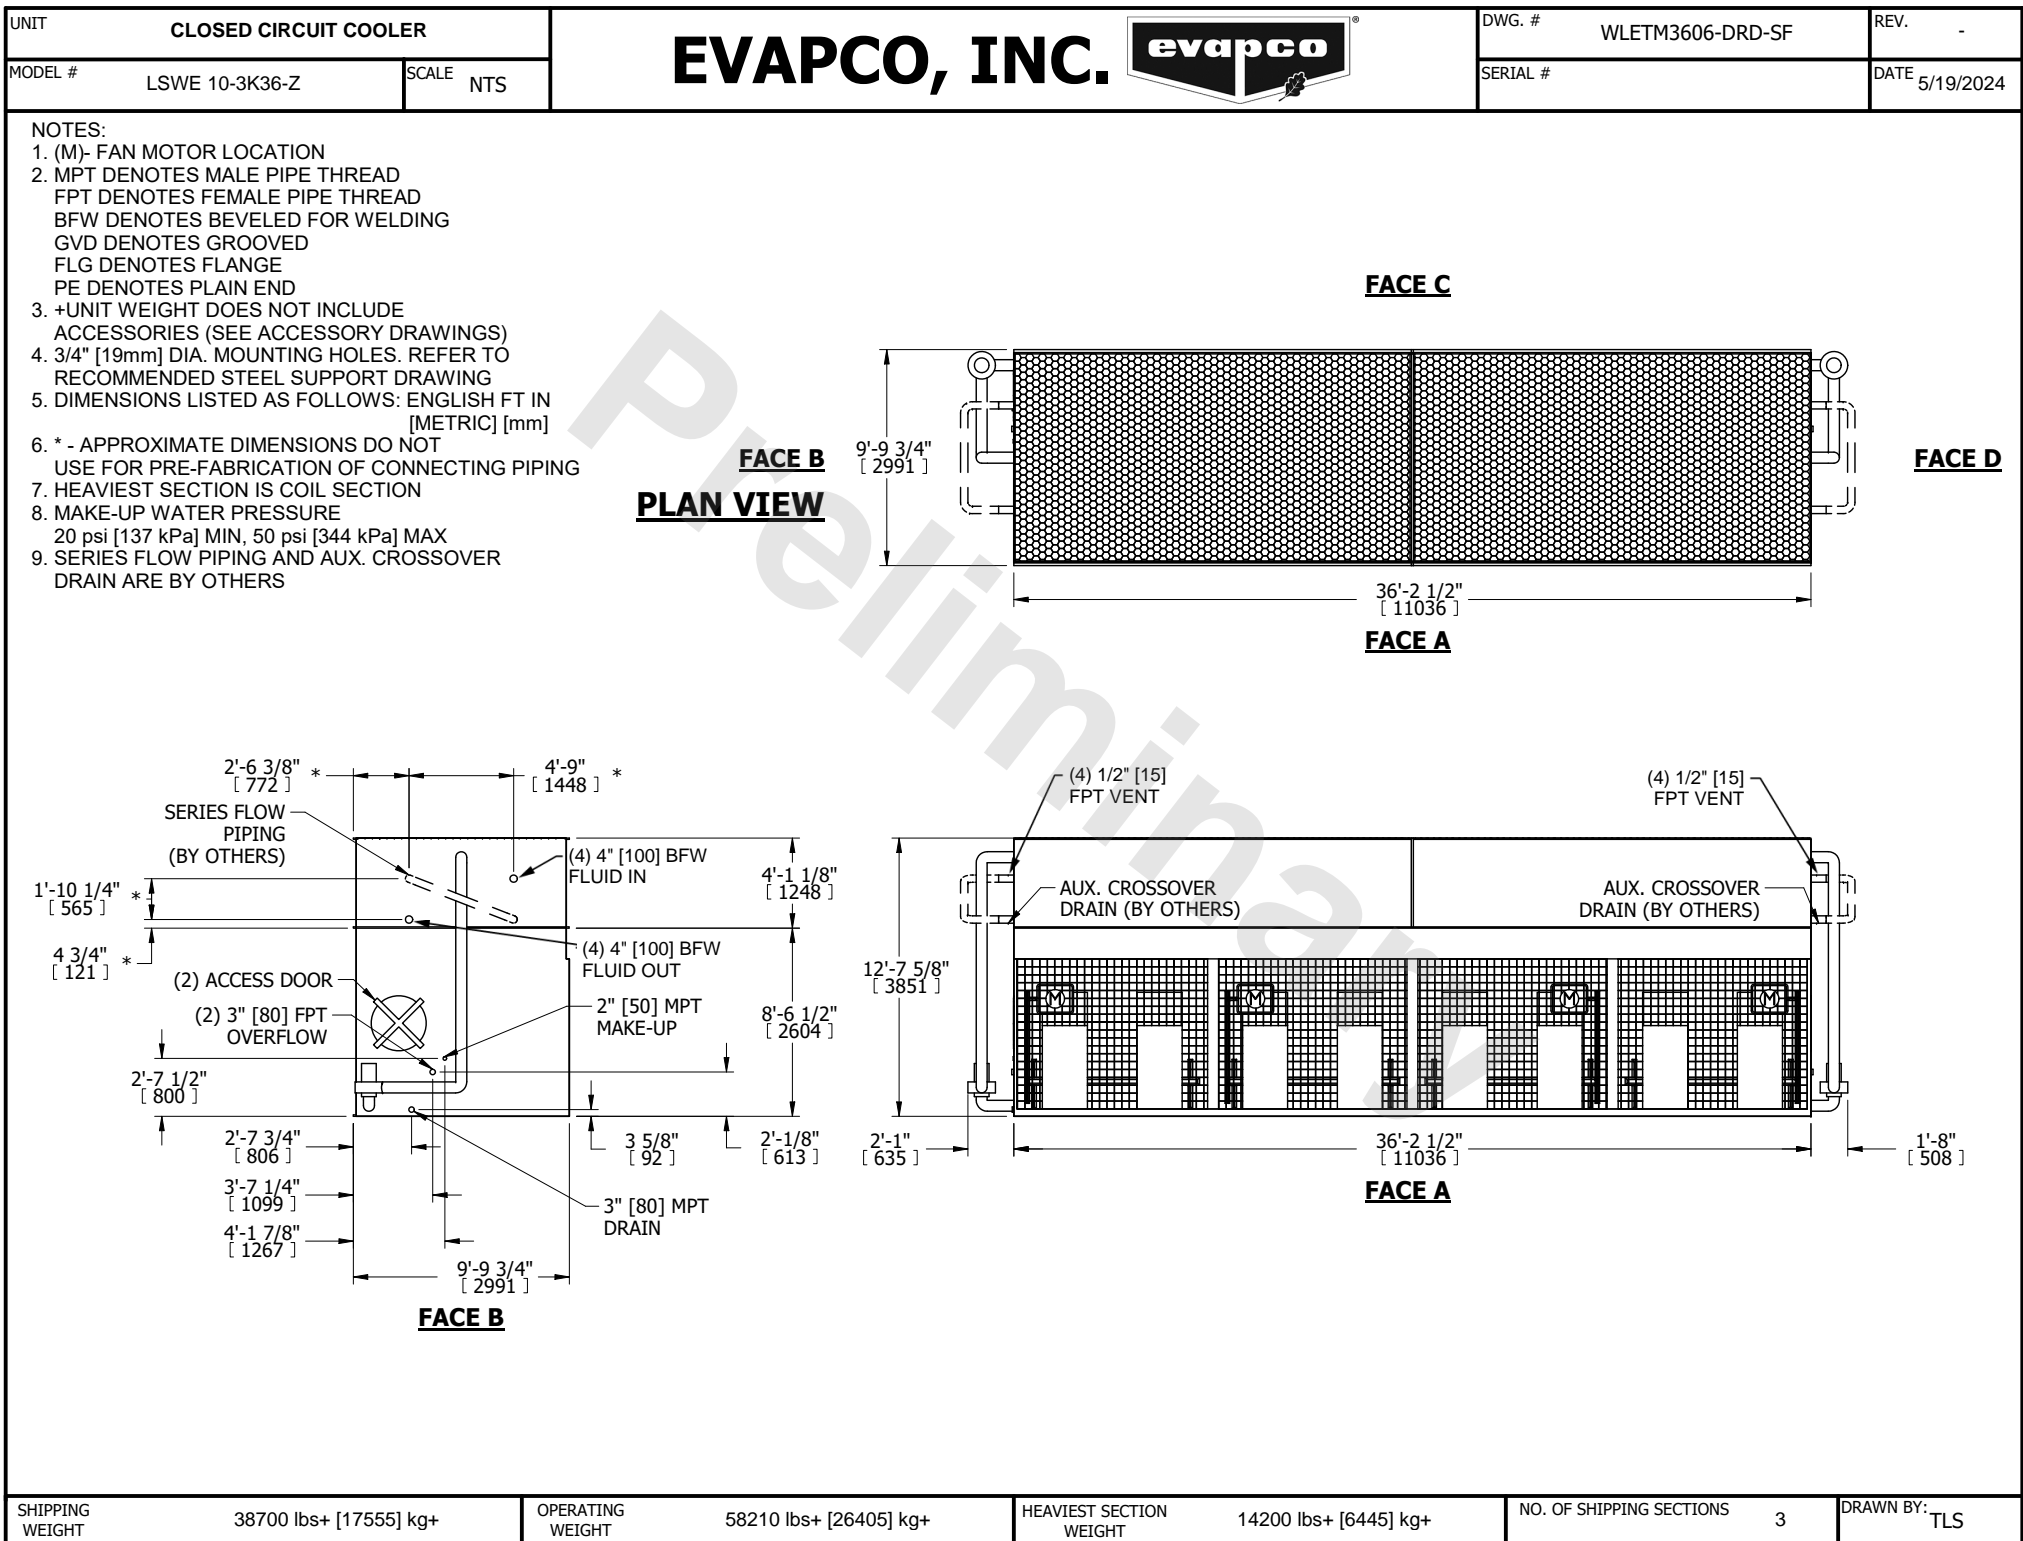 UNIT
CLOSED CIRCUIT COOLER
MODEL #
LSWE 10-3K36-Z
SCALE
NTS
EVAPCO, INC.
evapco
®
DWG. #
WLETM3606-DRD-SF
REV.
-
SERIAL #
DATE
5/19/2024
NOTES:
1. (M)- FAN MOTOR LOCATION
2. MPT DENOTES MALE PIPE THREAD
FPT DENOTES FEMALE PIPE THREAD
BFW DENOTES BEVELED FOR WELDING
GVD DENOTES GROOVED
FLG DENOTES FLANGE
PE DENOTES PLAIN END
3. +UNIT WEIGHT DOES NOT INCLUDE
ACCESSORIES (SEE ACCESSORY DRAWINGS)
4. 3/4" [19mm] DIA. MOUNTING HOLES. REFER TO
RECOMMENDED STEEL SUPPORT DRAWING
5. DIMENSIONS LISTED AS FOLLOWS: ENGLISH FT IN
[METRIC] [mm]
6. * - APPROXIMATE DIMENSIONS DO NOT
USE FOR PRE-FABRICATION OF CONNECTING PIPING
7. HEAVIEST SECTION IS COIL SECTION
8. MAKE-UP WATER PRESSURE
20 psi [137 kPa] MIN, 50 psi [344 kPa] MAX
9. SERIES FLOW PIPING AND AUX. CROSSOVER
DRAIN ARE BY OTHERS
Preliminary
FACE C
FACE B
PLAN VIEW
9'-9 3/4"
[ 2991 ]
FACE D
36'-2 1/2"
[ 11036 ]
FACE A
2'-6 3/8" *
[ 772 ]
4'-9" *
[ 1448 ]
SERIES FLOW
PIPING
(BY OTHERS)
(4) 4" [100] BFW
FLUID IN
4'-1 1/8"
[ 1248 ]
1'-10 1/4" *
[ 565 ]
4 3/4" *
[ 121 ]
(4) 4" [100] BFW
FLUID OUT
(2) ACCESS DOOR
(2) 3" [80] FPT
OVERFLOW
2" [50] MPT
MAKE-UP
8'-6 1/2"
[ 2604 ]
2'-7 1/2"
[ 800 ]
2'-7 3/4"
[ 806 ]
3 5/8"
[ 92 ]
2'-1/8"
[ 613 ]
3'-7 1/4"
[ 1099 ]
3" [80] MPT
DRAIN
4'-1 7/8"
[ 1267 ]
9'-9 3/4"
[ 2991 ]
FACE B
(4) 1/2" [15]
FPT VENT
(4) 1/2" [15]
FPT VENT
AUX. CROSSOVER
DRAIN (BY OTHERS)
AUX. CROSSOVER
DRAIN (BY OTHERS)
12'-7 5/8"
[ 3851 ]
M M M M
2'-1"
[ 635 ]
36'-2 1/2"
[ 11036 ]
1'-8"
[ 508 ]
FACE A
SHIPPING
WEIGHT
38700 lbs+ [17555] kg+
OPERATING
WEIGHT
58210 lbs+ [26405] kg+
HEAVIEST SECTION
WEIGHT
14200 lbs+ [6445] kg+
NO. OF SHIPPING SECTIONS
3
DRAWN BY:
TLS